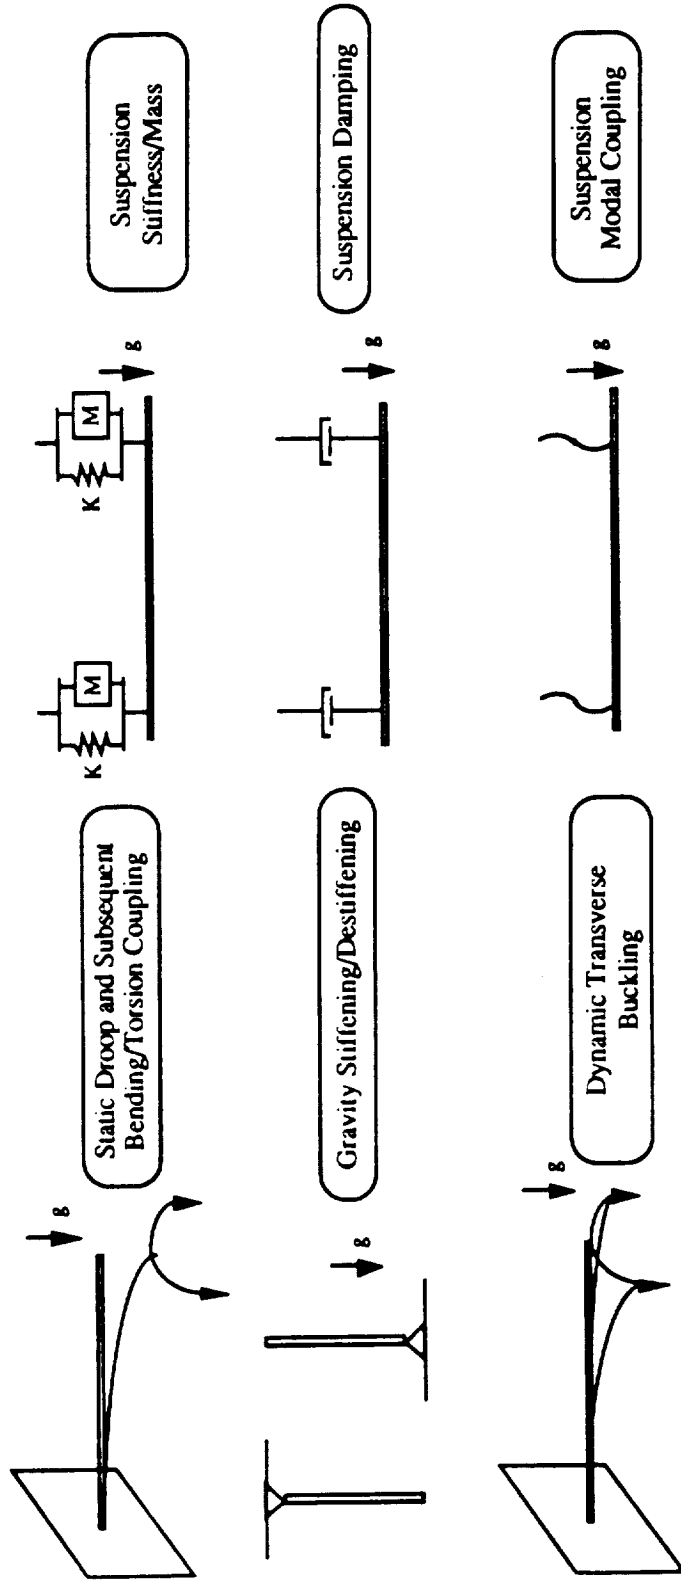 Static Droop and Subsequent
Bending/Torsion Coupling
g
K
M
K
M
g
Suspension
Stiffness/Mass
Gravity Stiffening/Destiffening
g
g
Suspension Damping
Dynamic Transverse
Buckling
g
g
Suspension
Modal Coupling